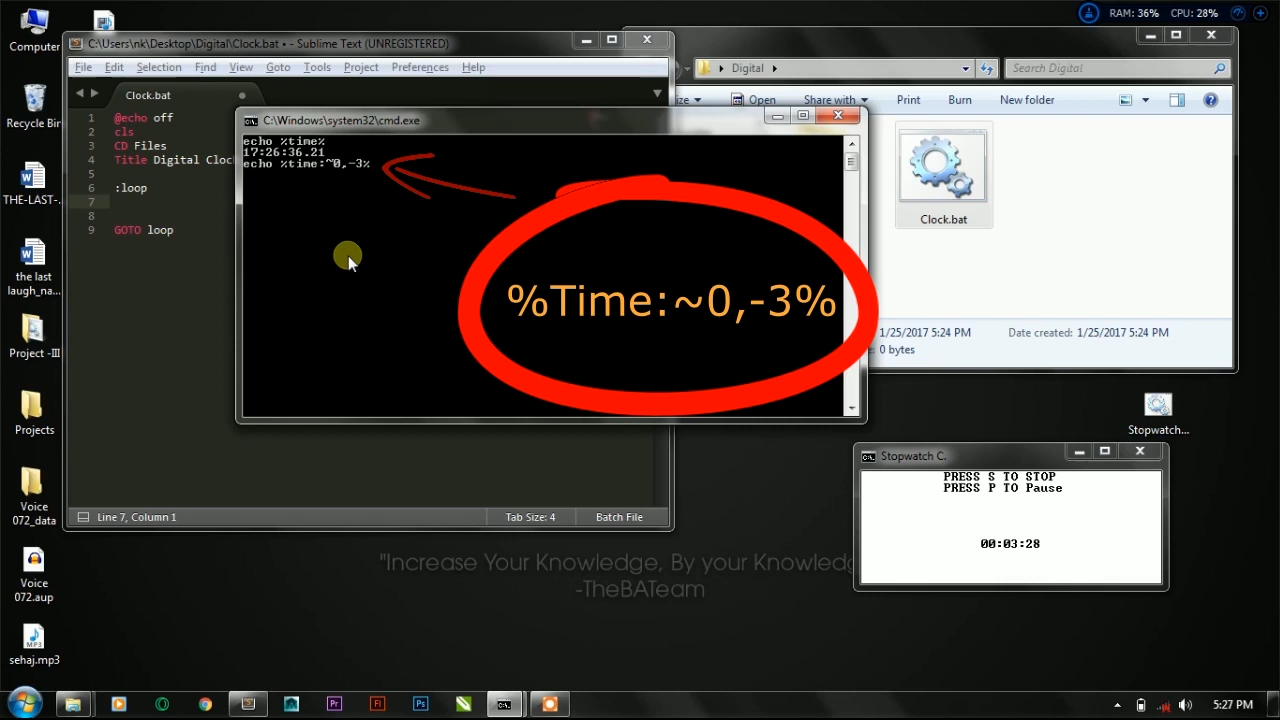 RAM: 36% CPU: 28%
Computer
Recycle Bin
THE-LAST-...
the last
laugh_na...
Project -III
Projects
Voice
072_data
Voice
072.aup
sehaj.mp3
C:\Users\nk\Desktop\Digital\Clock.bat • - Sublime Text (UNREGISTERED)
File Edit Selection Find View Goto Tools Project Preferences Help
Clock.bat
1 @echo off
2 cls
3 CD Files
4 Title Digital Cloc
5
6 :loop
7
8
9 GOTO loop
Line 7, Column 1 Tab Size: 4 Batch File
C:\Windows\system32\cmd.exe
echo %time%
17:26:36.21
echo %time:~0,-3%
%Time:~0,-3%
Digital
Search Digital
Open Share with Print Burn New folder
Clock.bat
1/25/2017 5:24 PM Date created: 1/25/2017 5:24 PM
0 bytes
Stopwatch...
Stopwatch C.
PRESS S TO STOP
PRESS P TO Pause
00:03:28
"Increase Your Knowledge, By your Knowledg
-TheBATeam
5:27 PM